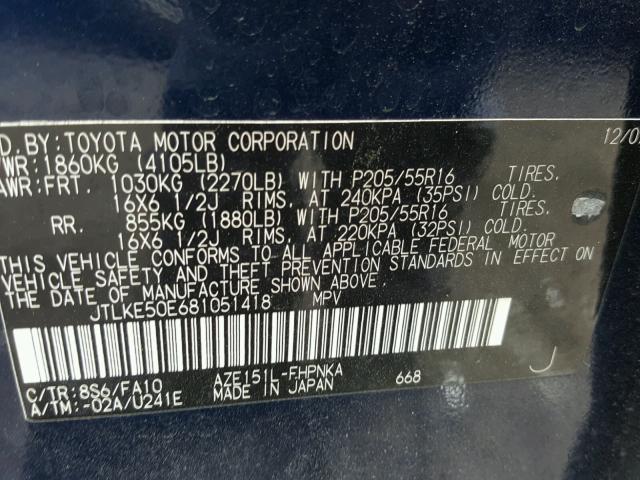 D. BY: TOYOTA MOTOR CORPORATION 12/0
WR: 1860KG (4105LB)
AWR: FRT. 1030KG (2270LB) WITH P205/55R16 TIRES.
16X6 1/2J RIMS, AT 240KPA (35PSI) COLD.
RR. 855KG (1880LB) WITH P205/55R16 TIRES.
16X6 1/2J RIMS, AT 220KPA (32PSI) COLD.
THIS VEHICLE CONFORMS TO ALL APPLICABLE FEDERAL MOTOR
VEHICLE SAFETY AND THEFT PREVENTION STANDARDS IN EFFECT ON
THE DATE OF MANUFACTURE SHOWN ABOVE.
JTLKE50E681051418 MPV
C/TR: 8S6/FA10 AZE151L-FHPNKA 668 J
A/TM: -02A/U241E MADE IN JAPAN